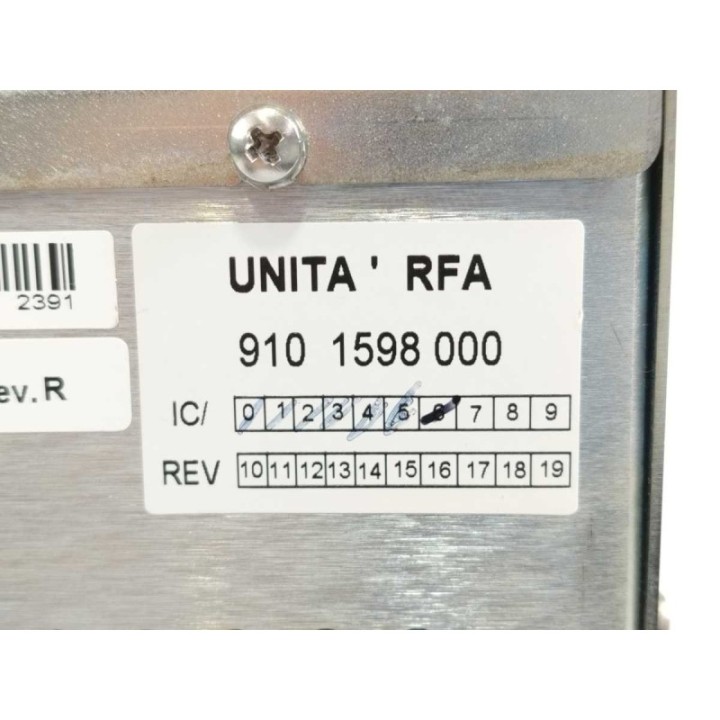 UNITA ' RFA
910 1598 000
IC/ 0 1 2 3 4 5 6 7 8 9
REV 10 11 12 13 14 15 16 17 18 19
2391
ev.R